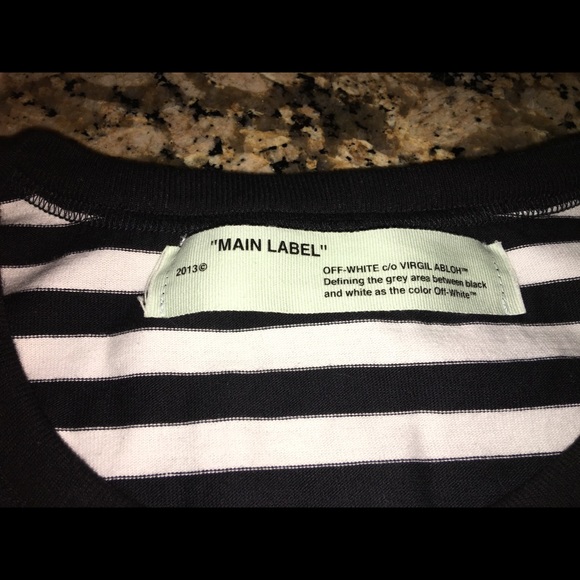 "MAIN LABEL"
2013©
OFF-WHITE c/o VIRGIL ABLOH™
Defining the grey area between black
and white as the color Off-White™